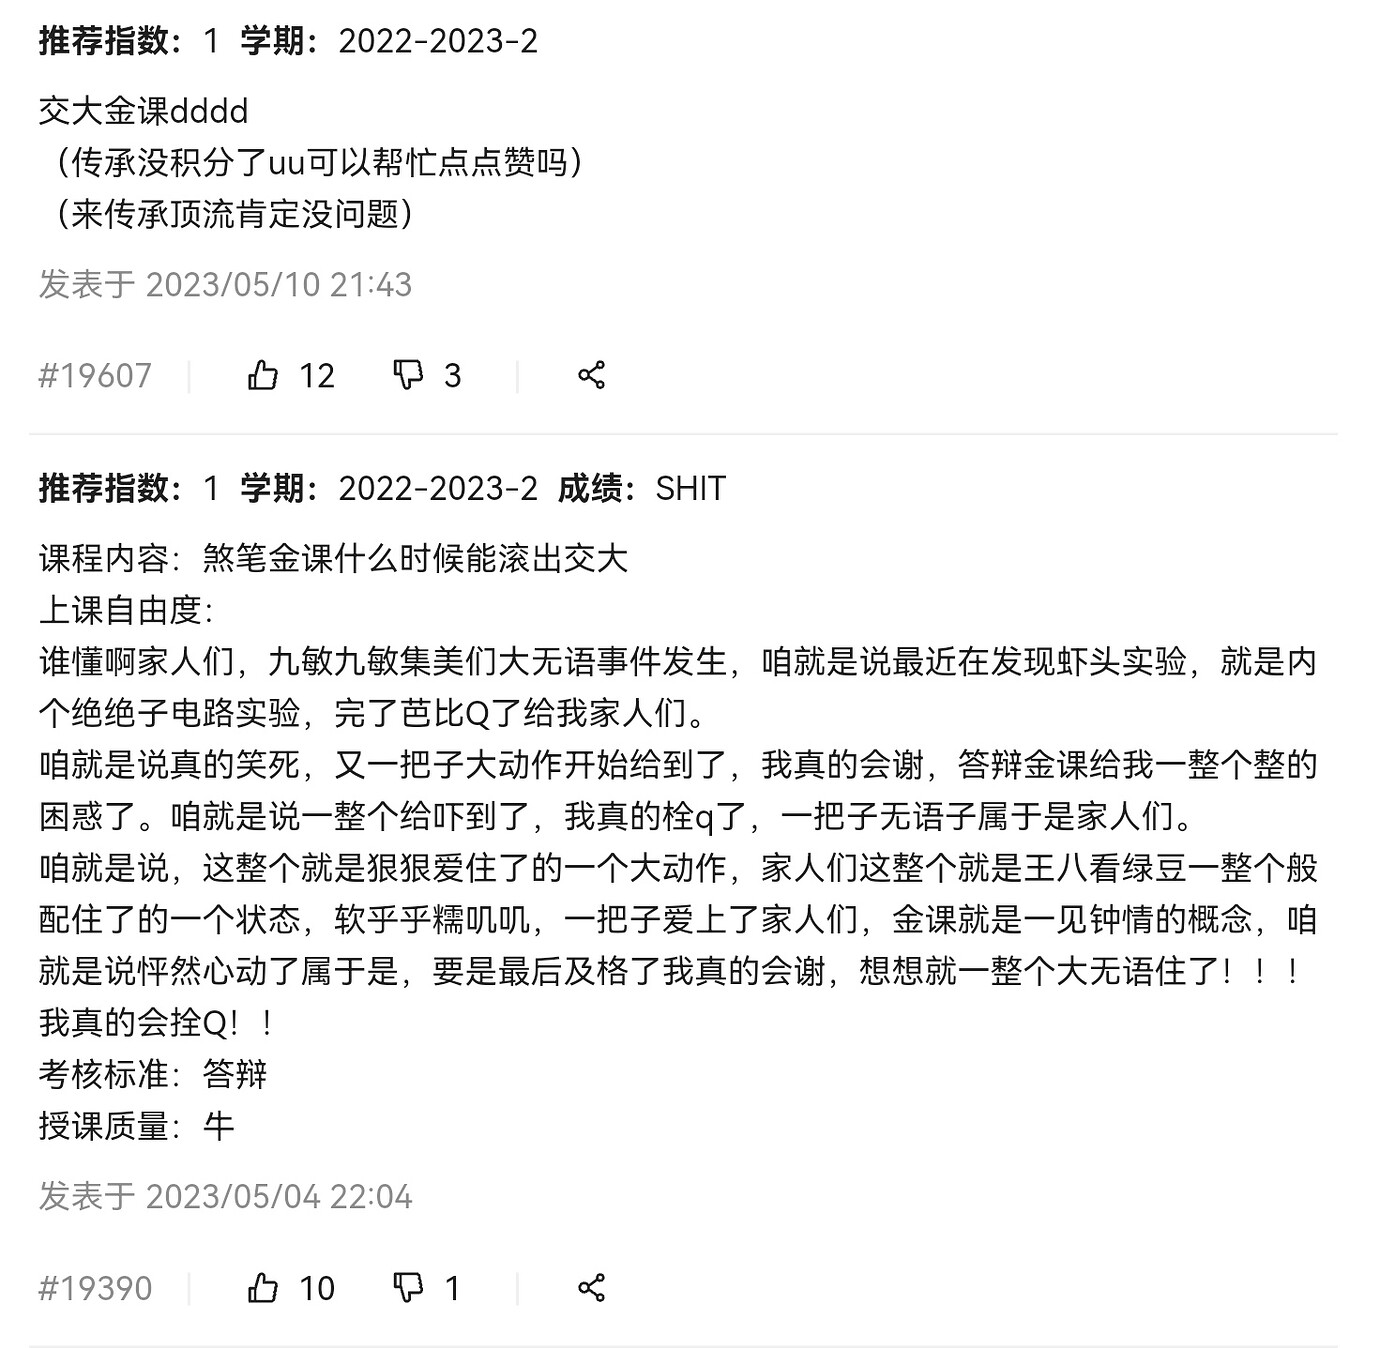 推荐指数：1 学期：2022-2023-2
交大金课dddd
（传承没积分了uu可以帮忙点点赞吗）
（来传承顶流肯定没问题）
发表于 2023/05/10 21:43
#19607 12 3
推荐指数：1 学期：2022-2023-2 成绩：SHIT
课程内容：煞笔金课什么时候能滚出交大
上课自由度：
谁懂啊家人们，九敏九敏集美们大无语事件发生，咱就是说最近在发现虾头实验，就是内
个绝绝子电路实验，完了芭比Q了给我家人们。
咱就是说真的笑死，又一把子大动作开始给到了，我真的会谢，答辩金课给我一整个整的
困惑了。咱就是说一整个给吓到了，我真的栓q了，一把子无语子属于是家人们。
咱就是说，这整个就是狠狠爱住了的一个大动作，家人们这整个就是王八看绿豆一整个般
配住了的一个状态，软乎乎糯叽叽，一把子爱上了家人们，金课就是一见钟情的概念，咱
就是说怦然心动了属于是，要是最后及格了我真的会谢，想想就一整个大无语住了！！！
我真的会拴Q！！
考核标准：答辩
授课质量：牛
发表于 2023/05/04 22:04
#19390 10 1